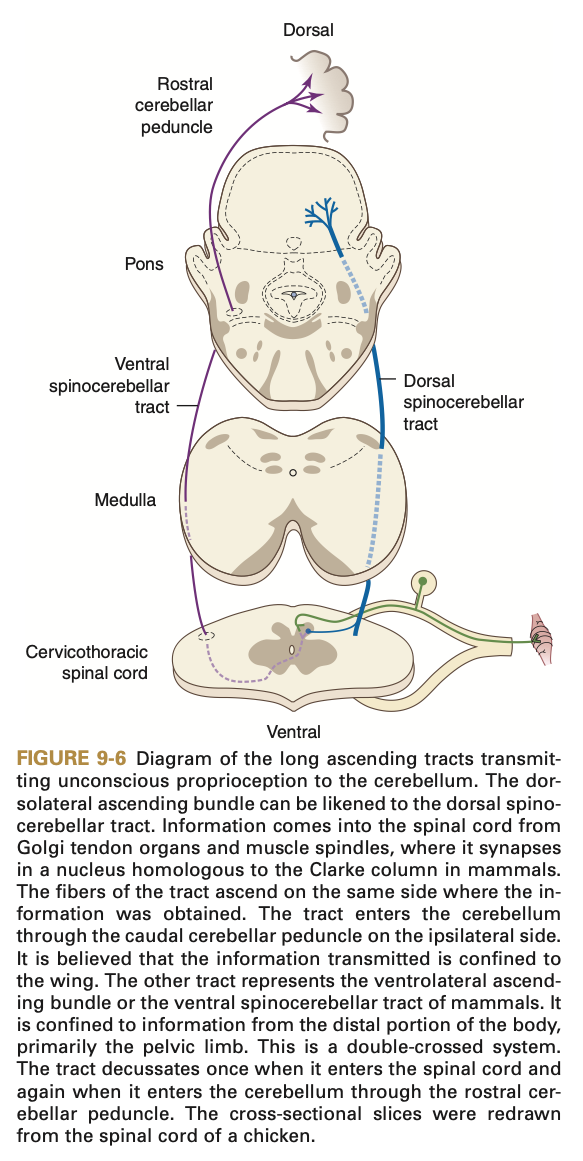 Dorsal
Rostral
cerebellar
peduncle
Pons
Ventral
spinocerebellar
tract
Dorsal
spinocerebellar
tract
Medulla
Cervicothoracic
spinal cord
Ventral
FIGURE 9-6 Diagram of the long ascending tracts transmit-
ting unconscious proprioception to the cerebellum. The dor-
solateral ascending bundle can be likened to the dorsal spino-
cerebellar tract. Information comes into the spinal cord from
Golgi tendon organs and muscle spindles, where it synapses
in a nucleus homologous to the Clarke column in mammals.
The fibers of the tract ascend on the same side where the in-
formation was obtained. The tract enters the cerebellum
through the caudal cerebellar peduncle on the ipsilateral side.
It is believed that the information transmitted is confined to
the wing. The other tract represents the ventrolateral ascend-
ing bundle or the ventral spinocerebellar tract of mammals. It
is confined to information from the distal portion of the body,
primarily the pelvic limb. This is a double-crossed system.
The tract decussates once when it enters the spinal cord and
again when it enters the cerebellum through the rostral cer-
ebellar peduncle. The cross-sectional slices were redrawn
from the spinal cord of a chicken.